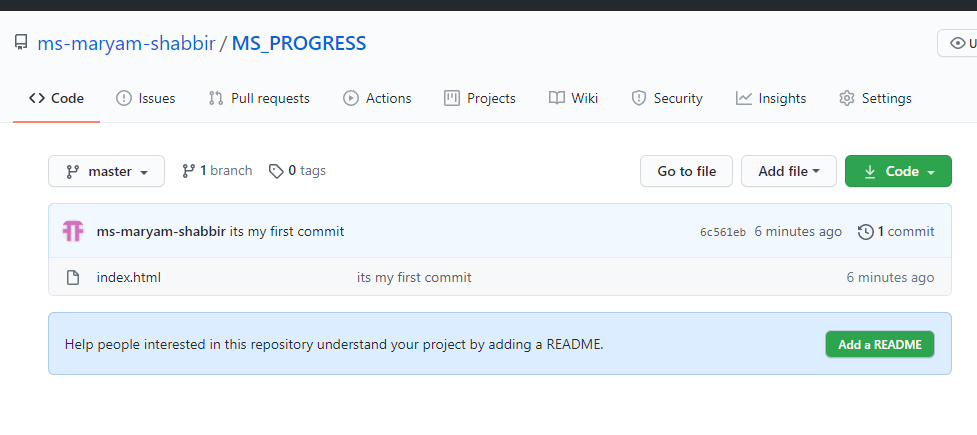 ms-maryam-shabbir / MS_PROGRESS
U
Code Issues Pull requests Actions Projects Wiki Security Insights Settings
master 1 branch 0 tags Go to file Add file Code
ms-maryam-shabbir its my first commit 6c561eb 6 minutes ago 1 commit
index.html its my first commit 6 minutes ago
Help people interested in this repository understand your project by adding a README. Add a README